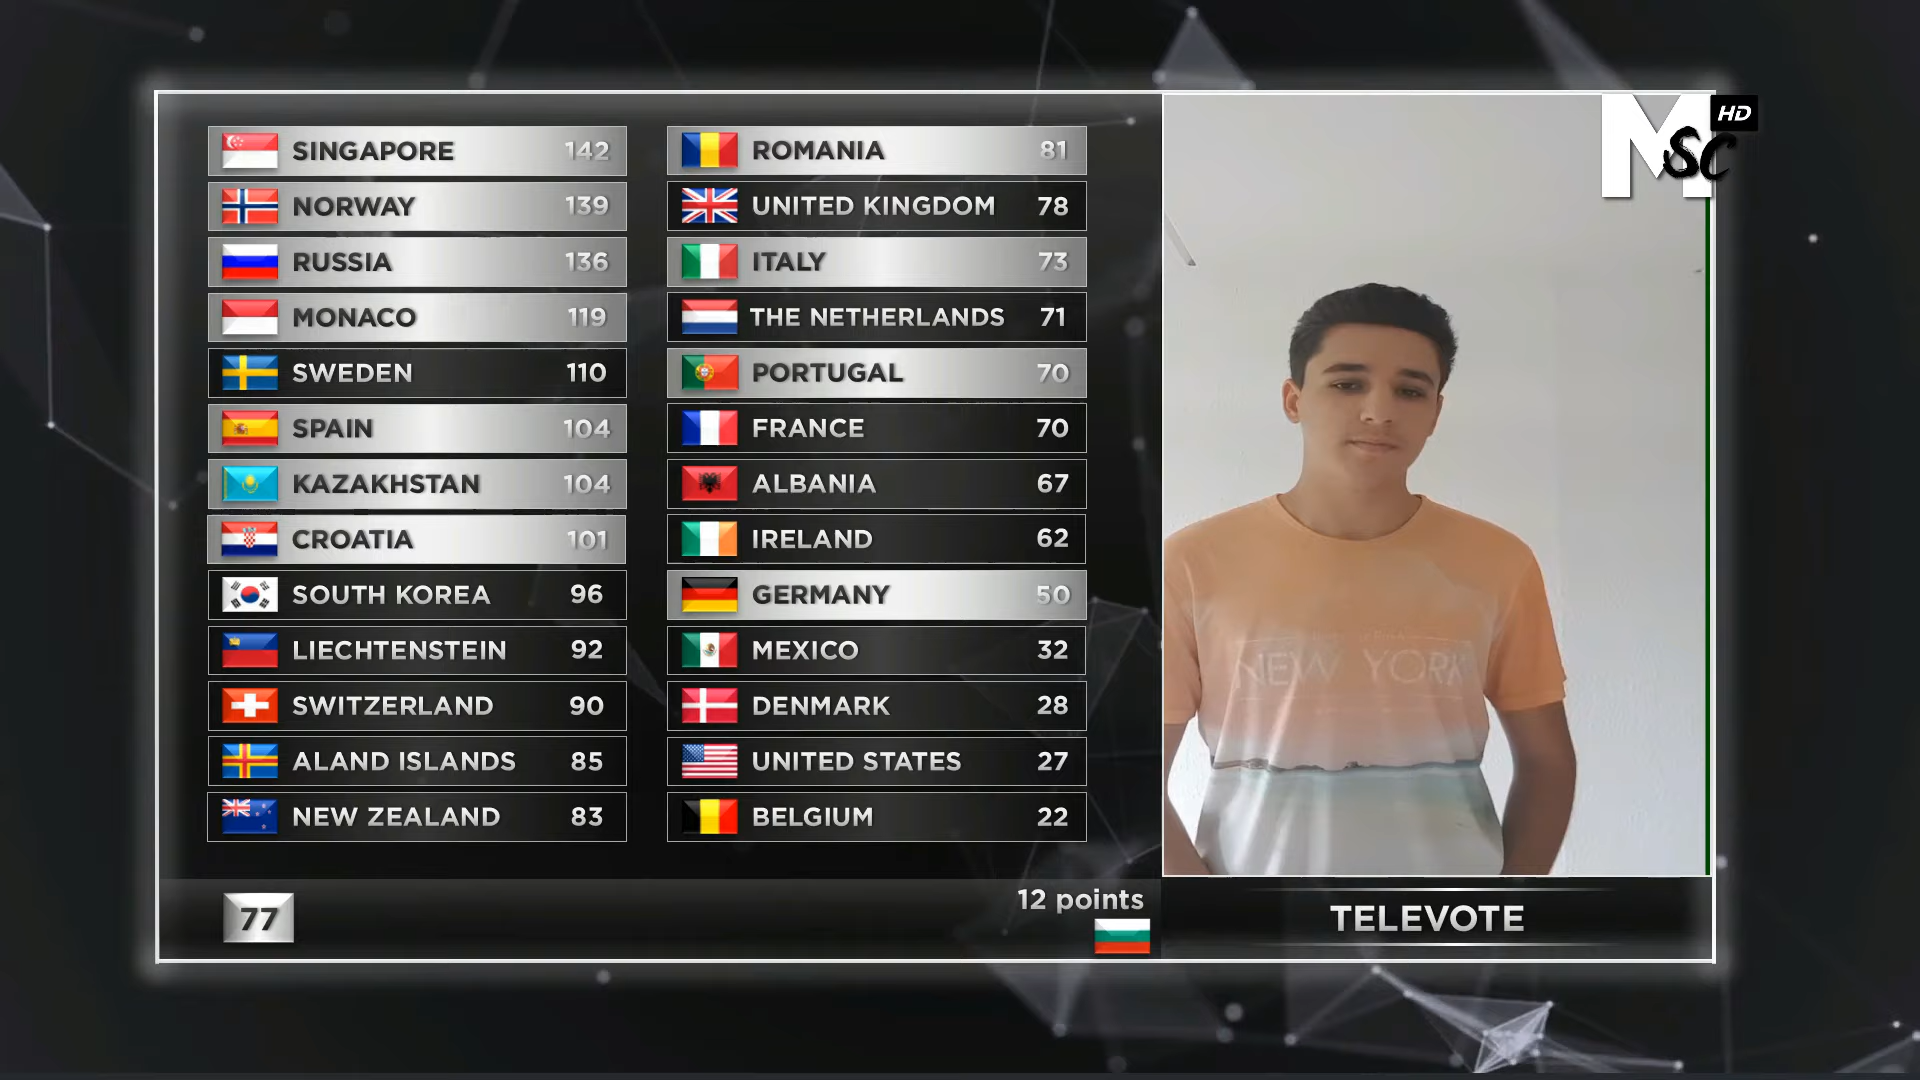 SINGAPORE 142
NORWAY 139
RUSSIA 136
MONACO 119
SWEDEN 110
SPAIN 104
KAZAKHSTAN 104
CROATIA 101
SOUTH KOREA 96
LIECHTENSTEIN 92
SWITZERLAND 90
ALAND ISLANDS 85
NEW ZEALAND 83
ROMANIA 81
UNITED KINGDOM 78
ITALY 73
THE NETHERLANDS 71
PORTUGAL 70
FRANCE 70
ALBANIA 67
IRELAND 62
GERMANY 50
MEXICO 32
DENMARK 28
UNITED STATES 27
BELGIUM 22
77
12 points
MSC HD
NEW YORK
TELEVOTE